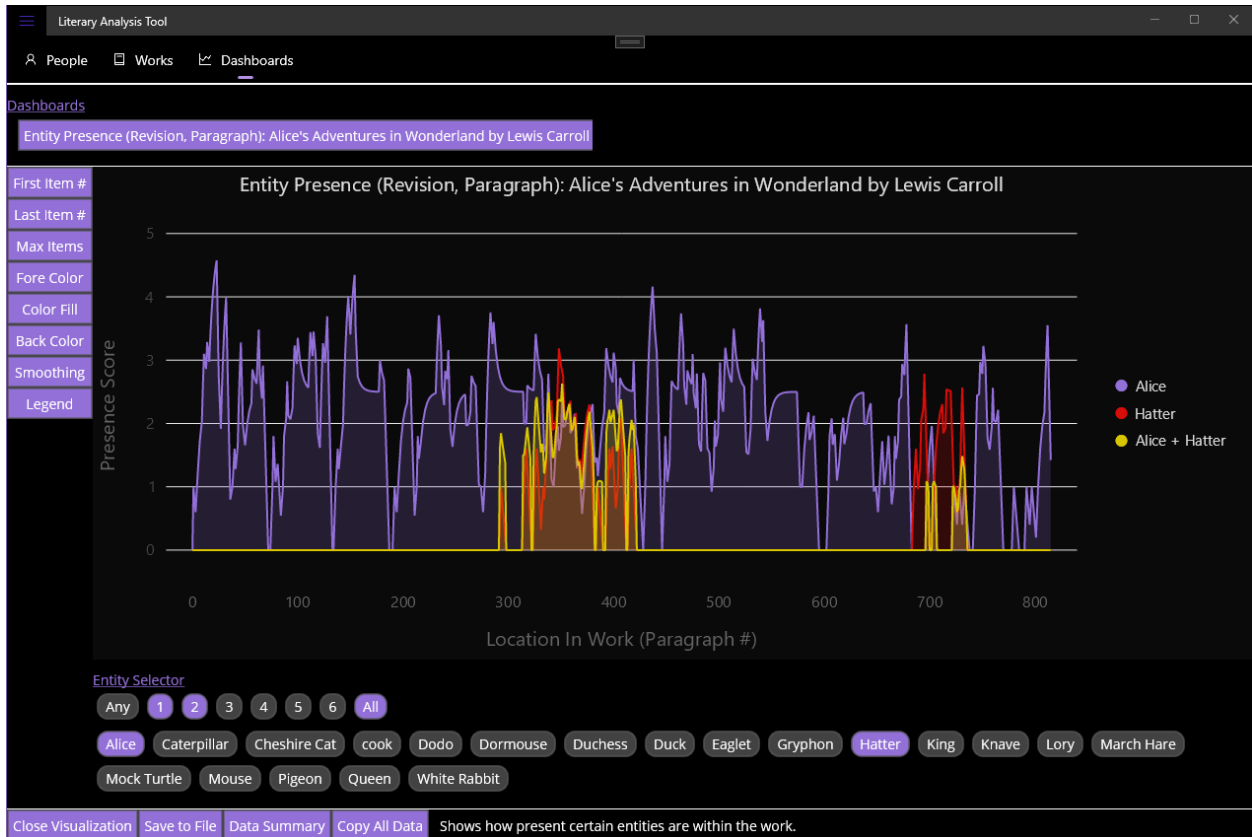 Literary Analysis Tool
People Works Dashboards
Dashboards
Entity Presence (Revision, Paragraph): Alice's Adventures in Wonderland by Lewis Carroll
First Item #
Last Item #
Max Items
Fore Color
Color Fill
Back Color
Smoothing
Legend
Entity Presence (Revision, Paragraph): Alice's Adventures in Wonderland by Lewis Carroll
Presence Score
5
4
3
2
1
0
0 100 200 300 400 500 600 700 800
Location In Work (Paragraph #)
Alice
Hatter
Alice + Hatter
Entity Selector
Any 1 2 3 4 5 6 All
Alice Caterpillar Cheshire Cat cook Dodo Dormouse Duchess Duck Eaglet Gryphon Hatter King Knave Lory March Hare
Mock Turtle Mouse Pigeon Queen White Rabbit
Close Visualization Save to File Data Summary Copy All Data Shows how present certain entities are within the work.